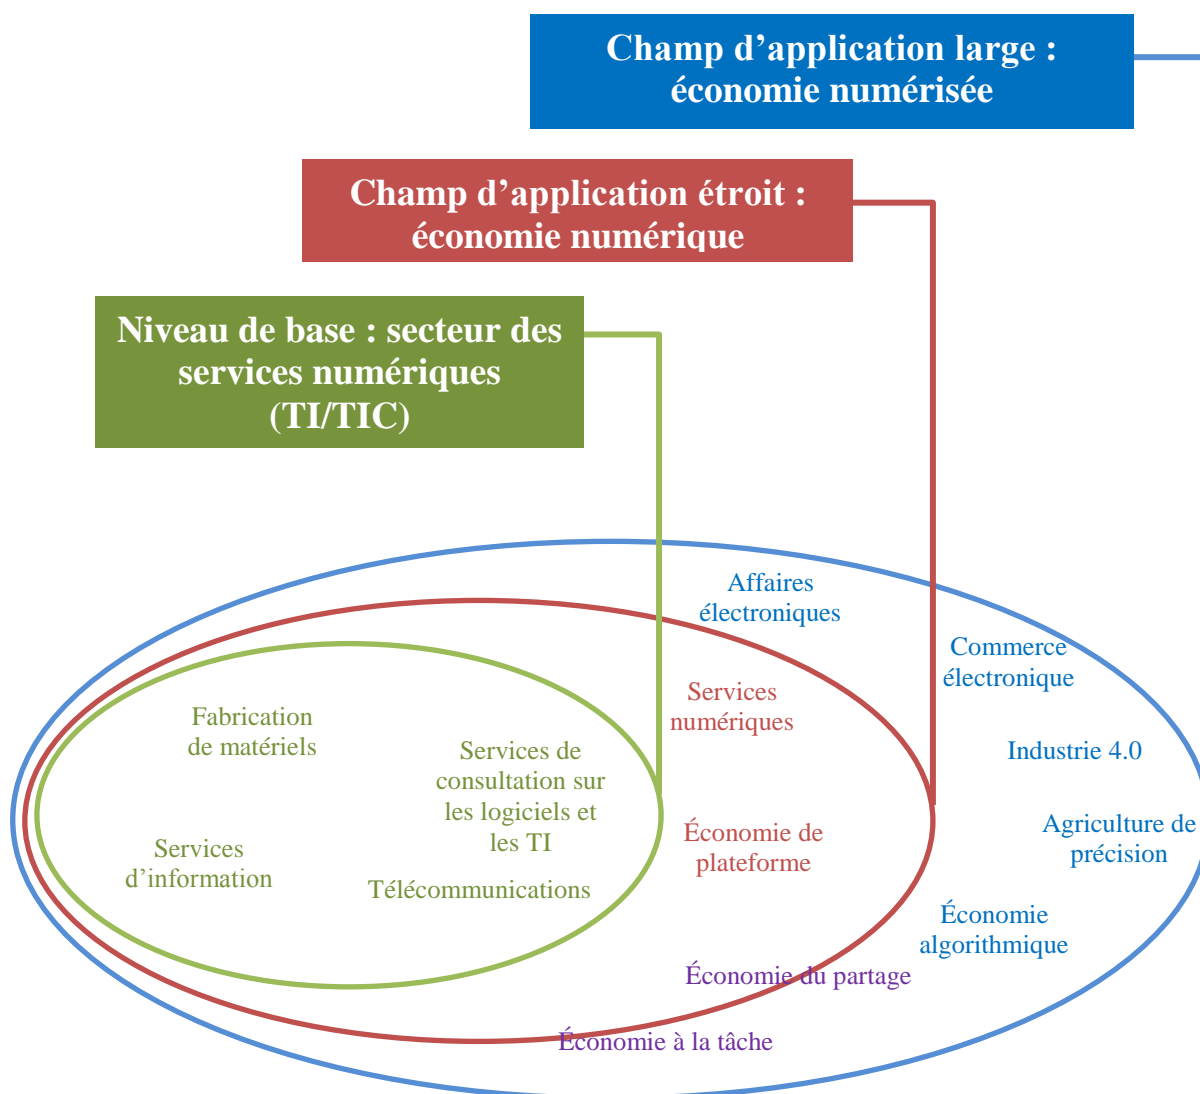 Champ d’application large :
économie numérisée
Champ d’application étroit :
économie numérique
Niveau de base : secteur des
services numériques
(TI/TIC)
Affaires
électroniques
Commerce
électronique
Services
numériques
Fabrication
de matériels
Services de
consultation sur
les logiciels et
les TI
Industrie 4.0
Économie de
plateforme
Agriculture de
précision
Services
d’information
Télécommunications
Économie
algorithmique
Économie du partage
Économie à la tâche